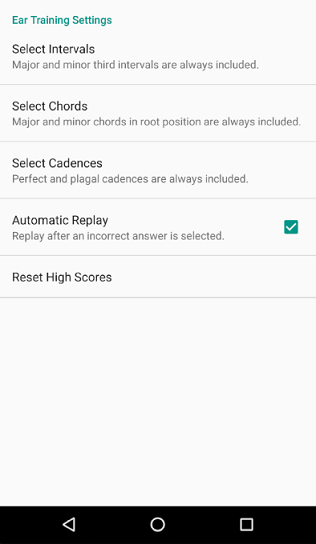 Ear Training Settings
Select Intervals
Major and minor third intervals are always included.
Select Chords
Major and minor chords in root position are always included.
Select Cadences
Perfect and plagal cadences are always included.
Automatic Replay
Replay after an incorrect answer is selected.
Reset High Scores